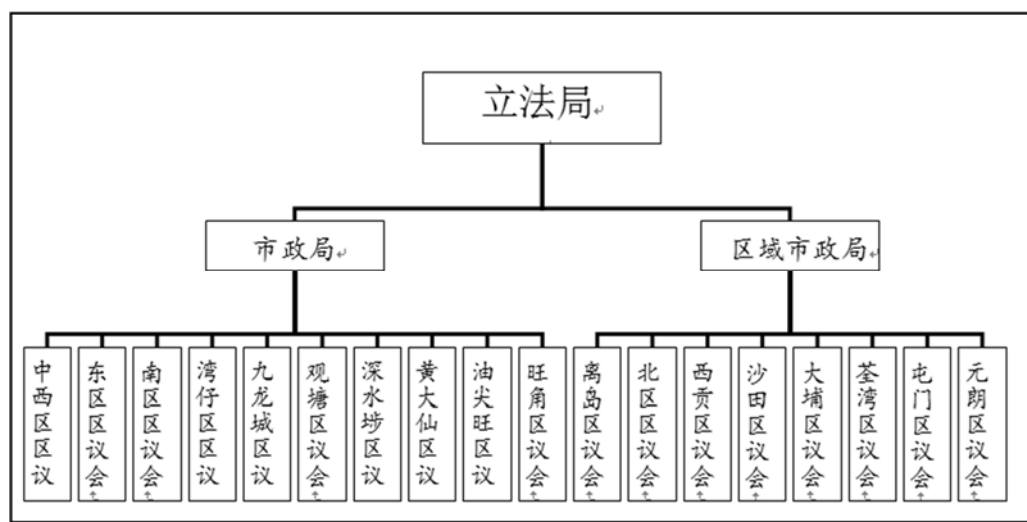 立法局
市政局
区域市政局
中西区区议
东区区议会
南区区议会
湾仔区区议
九龙城区议
观塘区议会
深水埗区议
黄大仙区议
油尖旺区议
旺角区议会
离岛区议会
北区区议会
西贡区议会
沙田区议会
大埔区议会
荃湾区议会
屯门区议会
元朗区议会